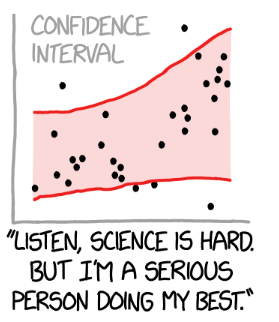 CONFIDENCE
INTERVAL
"LISTEN, SCIENCE IS HARD.
BUT I'M A SERIOUS
PERSON DOING MY BEST."